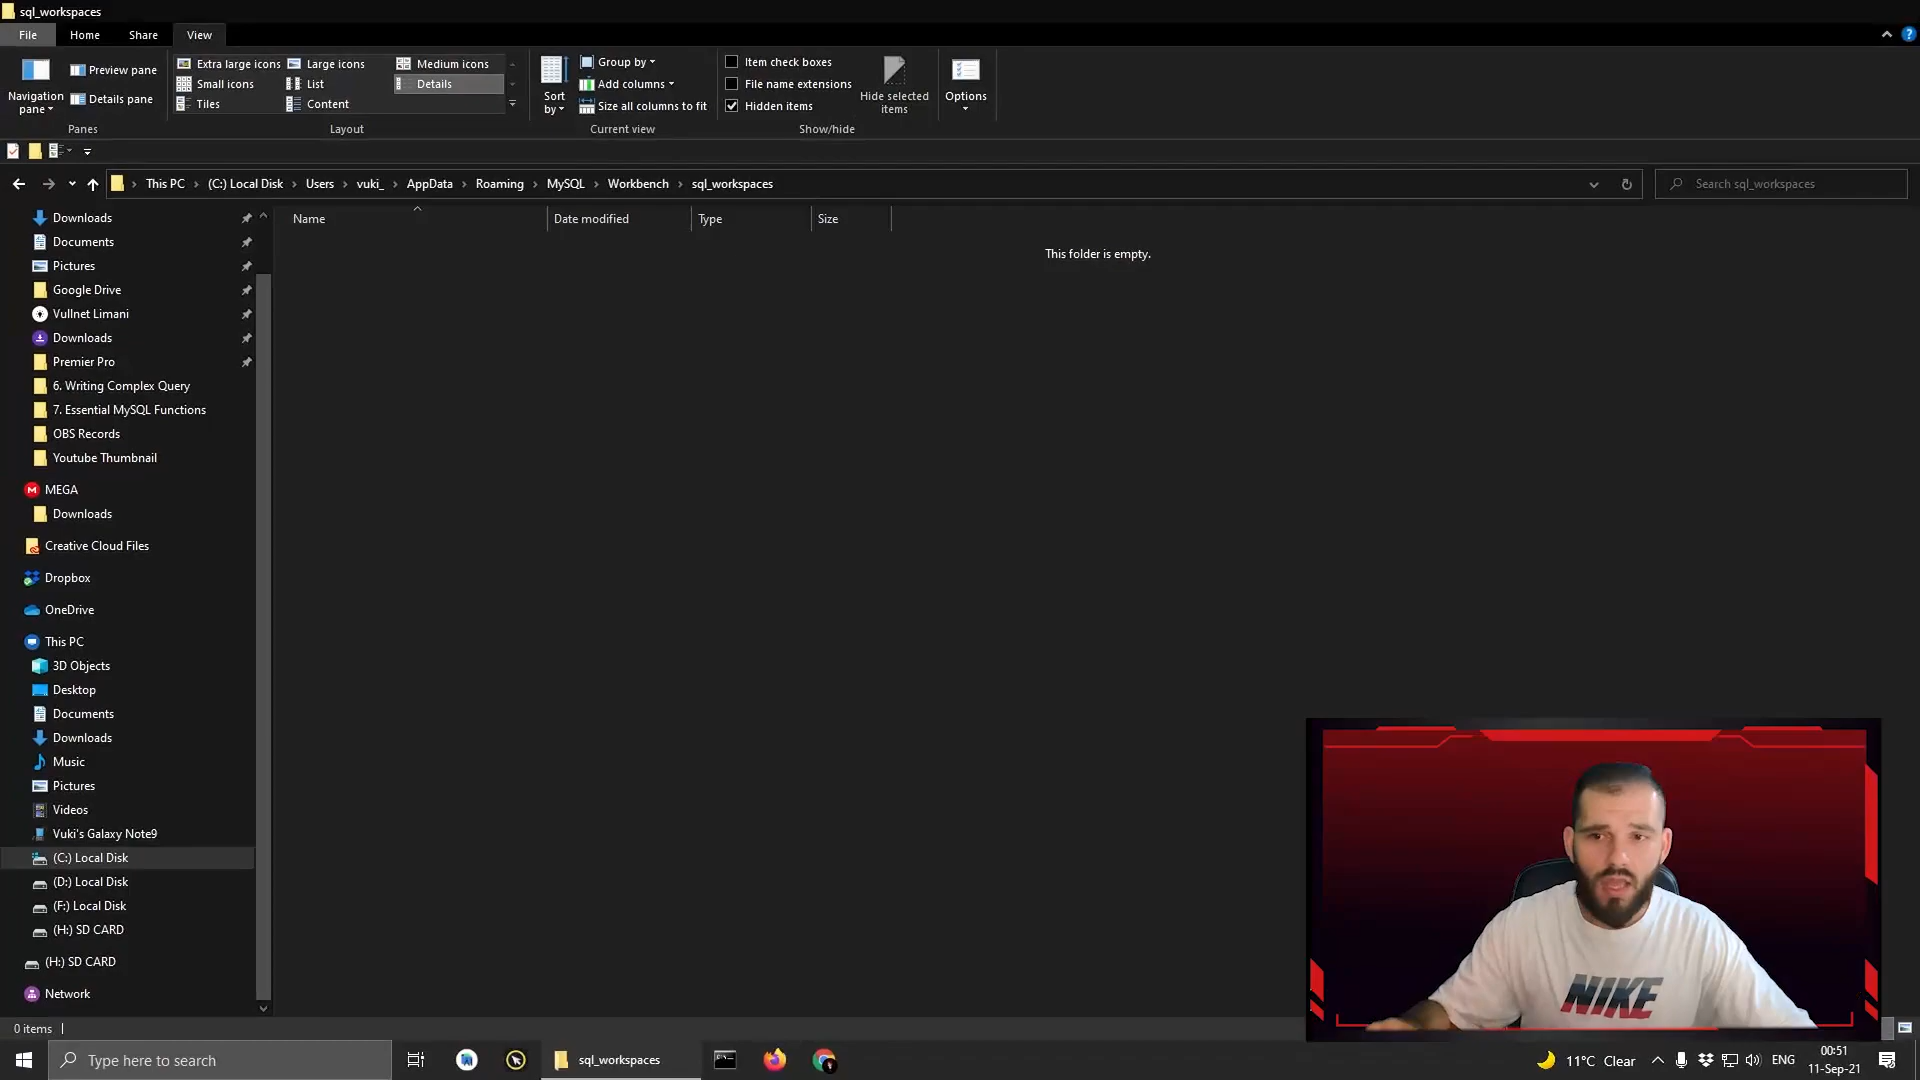 sql_workspaces
File Home Share View
Navigation pane
Preview pane
Details pane
Panes
Extra large icons Large icons Medium icons
Small icons List Details
Tiles Content
Layout
Sort by
Group by
Add columns
Size all columns to fit
Current view
Item check boxes
File name extensions
Hidden items
Hide selected items
Show/hide
Options
This PC (C:) Local Disk Users vuki_ AppData Roaming MySQL Workbench sql_workspaces
Search sql_workspaces
Name Date modified Type Size
This folder is empty.
Downloads
Documents
Pictures
Google Drive
Vullnet Limani
Downloads
Premier Pro
6. Writing Complex Query
7. Essential MySQL Functions
OBS Records
Youtube Thumbnail
MEGA
Downloads
Creative Cloud Files
Dropbox
OneDrive
This PC
3D Objects
Desktop
Documents
Downloads
Music
Pictures
Videos
Vuki's Galaxy Note9
(C:) Local Disk
(D:) Local Disk
(F:) Local Disk
(H:) SD CARD
(H:) SD CARD
Network
NIKE
0 items
Type here to search
sql_workspaces
11°C Clear
ENG
00:51
11-Sep-21